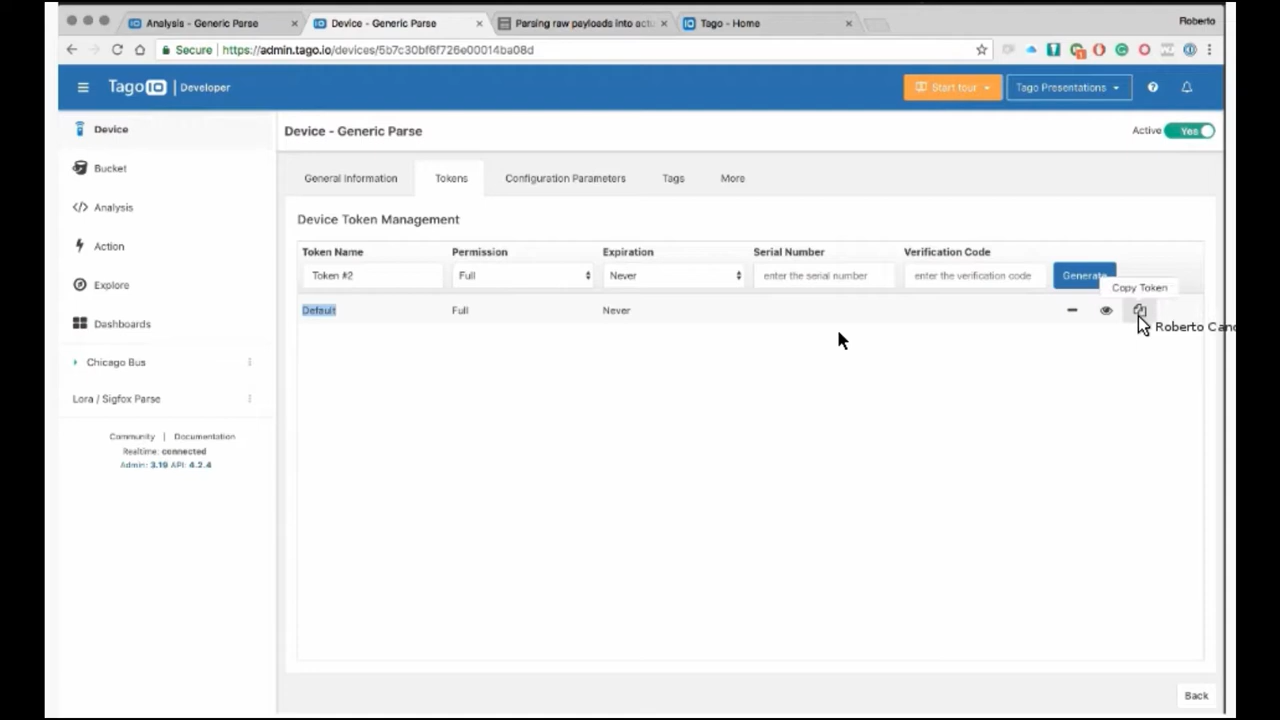 Analysis - Generic Parse
Device - Generic Parse
Parsing raw payloads into actu
Tago - Home
Roberto
Secure
https://admin.tago.io/devices/5b7c30bf6f726e00014ba08d
Tago IO | Developer
Start tour
Tago Presentations
Device
Device - Generic Parse
Active
Yes
Bucket
General Information
Tokens
Configuration Parameters
Tags
More
Analysis
Device Token Management
Action
Token Name
Permission
Expiration
Serial Number
Verification Code
Token #2
Full
Never
enter the serial number
enter the verification code
Generate
Explore
Copy Token
Default
Full
Never
Dashboards
Roberto Canc
Chicago Bus
Lora / Sigfox Parse
Community | Documentation
Realtime: connected
Admin: 3.19 API: 4.2.4
Back